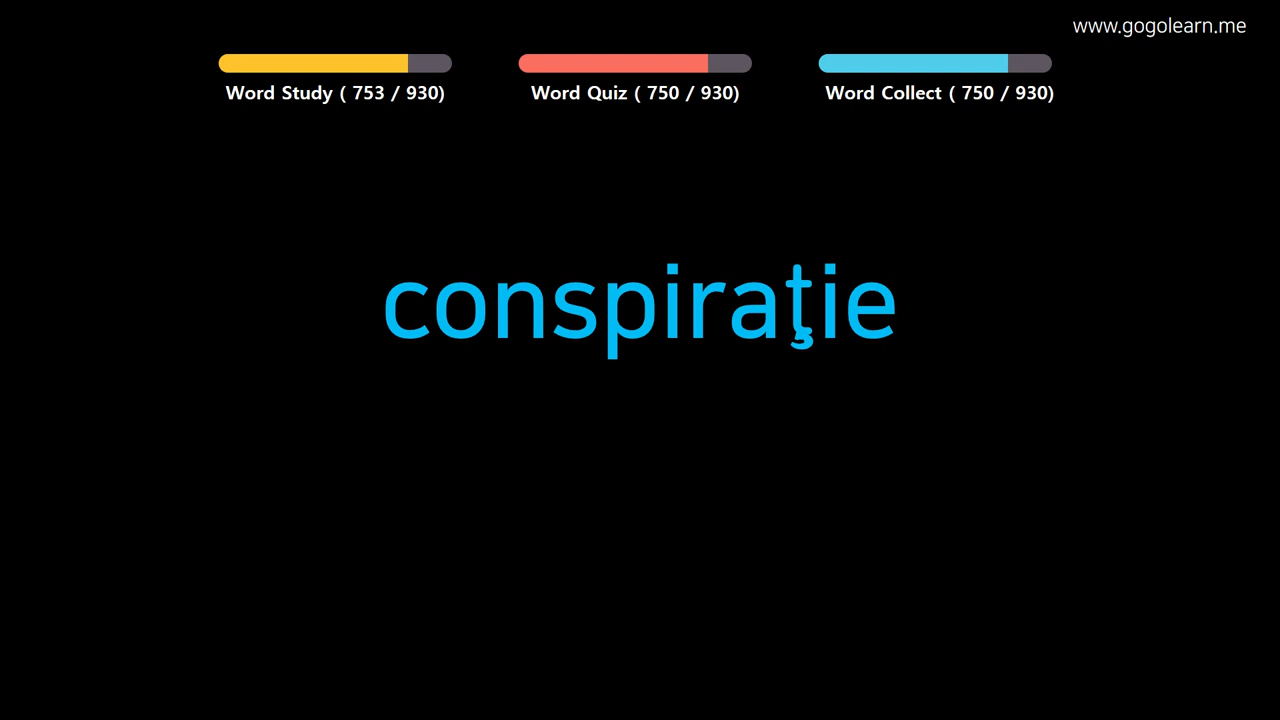 www.gogolearn.me
Word Study ( 753 / 930)
Word Quiz ( 750 / 930)
Word Collect ( 750 / 930)
conspiraţie